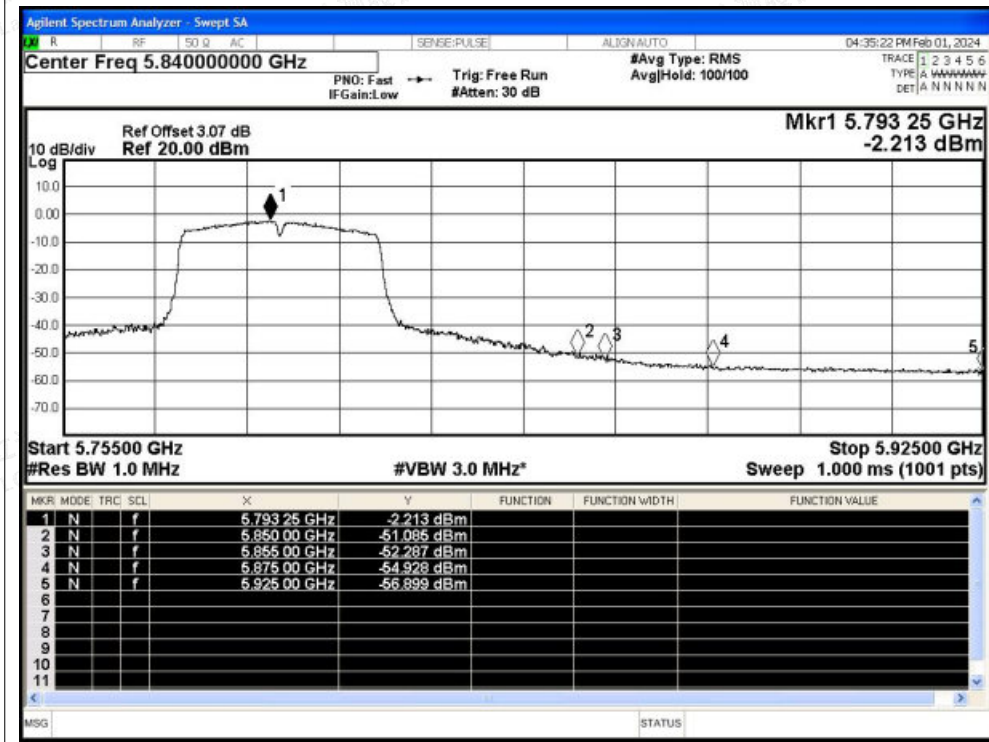 Agilent Spectrum Analyzer - Swept SA
R RF 50 Ω AC SENSE:PULSE ALIGN AUTO 04:35:22 PM Feb 01, 2024
Center Freq 5.840000000 GHz
PNO: Fast
IFGain:Low
Trig: Free Run
#Atten: 30 dB
#Avg Type: RMS
Avg|Hold: 100/100
TRACE 1 2 3 4 5 6
TYPE A WWWWW
DET A N N N N N
Mkr1 5.793 25 GHz
-2.213 dBm
Ref Offset 3.07 dB
10 dB/div Ref 20.00 dBm
Log
10.0
0.00
-10.0
-20.0
-30.0
-40.0
-50.0
-60.0
-70.0
1
2
3
4
5
Start 5.75500 GHz Stop 5.92500 GHz
#Res BW 1.0 MHz #VBW 3.0 MHz* Sweep 1.000 ms (1001 pts)
MKR MODE TRC SCL X Y FUNCTION FUNCTION WIDTH FUNCTION VALUE
1 N f 5.793 25 GHz -2.213 dBm
2 N f 5.850 00 GHz -51.085 dBm
3 N f 5.855 00 GHz -52.287 dBm
4 N f 5.875 00 GHz -54.928 dBm
5 N f 5.925 00 GHz -56.899 dBm
6
7
8
9
10
11
MSG STATUS